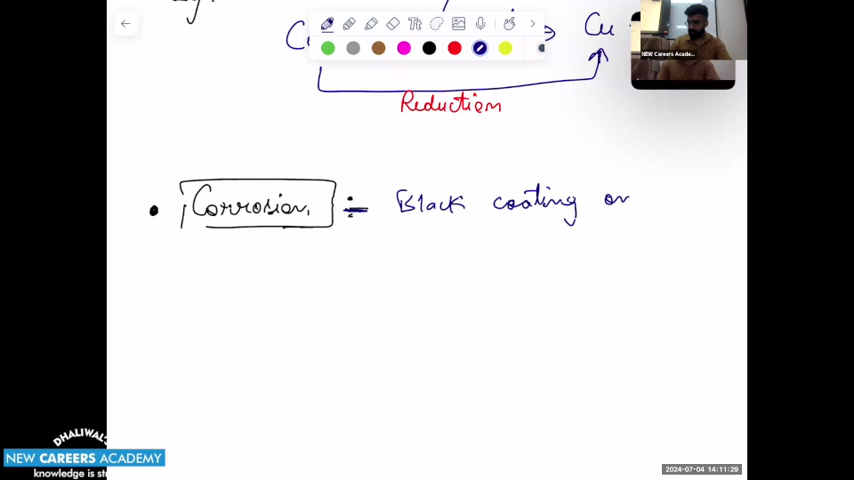 Cu
Tt
NEW Careers Acade...
Reduction
• Corrosion, ÷ Black coating on
DHALIWAL'S
NEW CAREERS ACADEMY
knowledge is st
2024-07-04 14:11:29